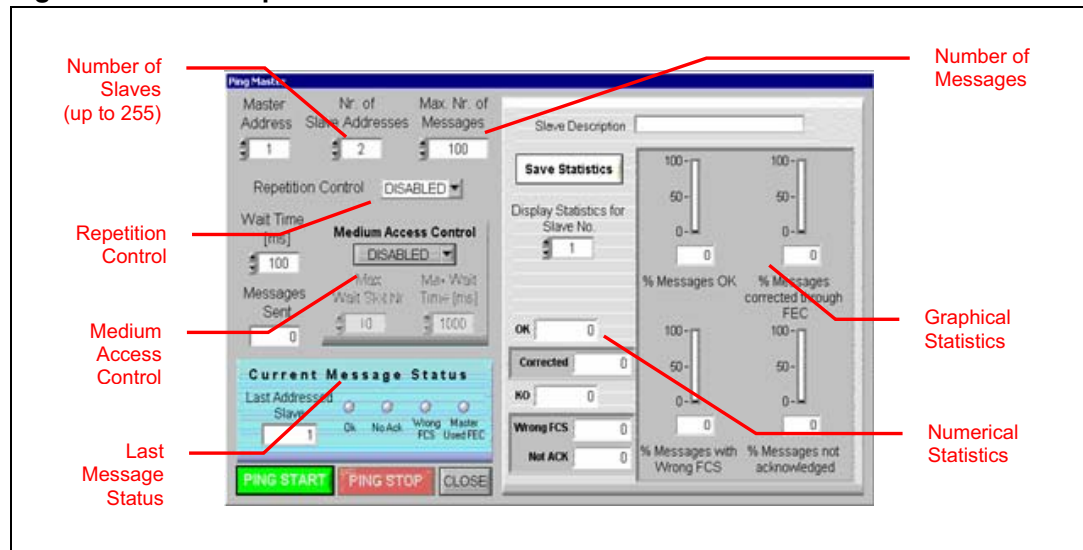 Number of
Slaves
(up to 255)
Number of
Messages
Repetition
Control
Medium
Access
Control
Last
Message
Status
Graphical
Statistics
Numerical
Statistics
Ping Master
Master
Address
Nr. of
Slave Addresses
Max. Nr. of
Messages
1
2
100
Repetition Control
DISABLED
Wait Time
[ms]
100
Medium Access Control
DISABLED
Max
Wait Slot Nr
Max Wait
Time [ms]
10
1000
Messages
Sent
0
Current Message Status
Last Addressed
Slave
1
Ok
No Ack
Wrong
FCS
Master
Used FEC
PING START
PING STOP
CLOSE
Slave Description
Save Statistics
Display Statistics for
Slave No.
1
OK
0
Corrected
0
KO
0
Wrong FCS
0
Not ACK
0
100
50
0
0
% Messages OK
100
50
0
0
% Messages
corrected through
FEC
100
50
0
0
% Messages with
Wrong FCS
100
50
0
0
% Messages not
acknowledged